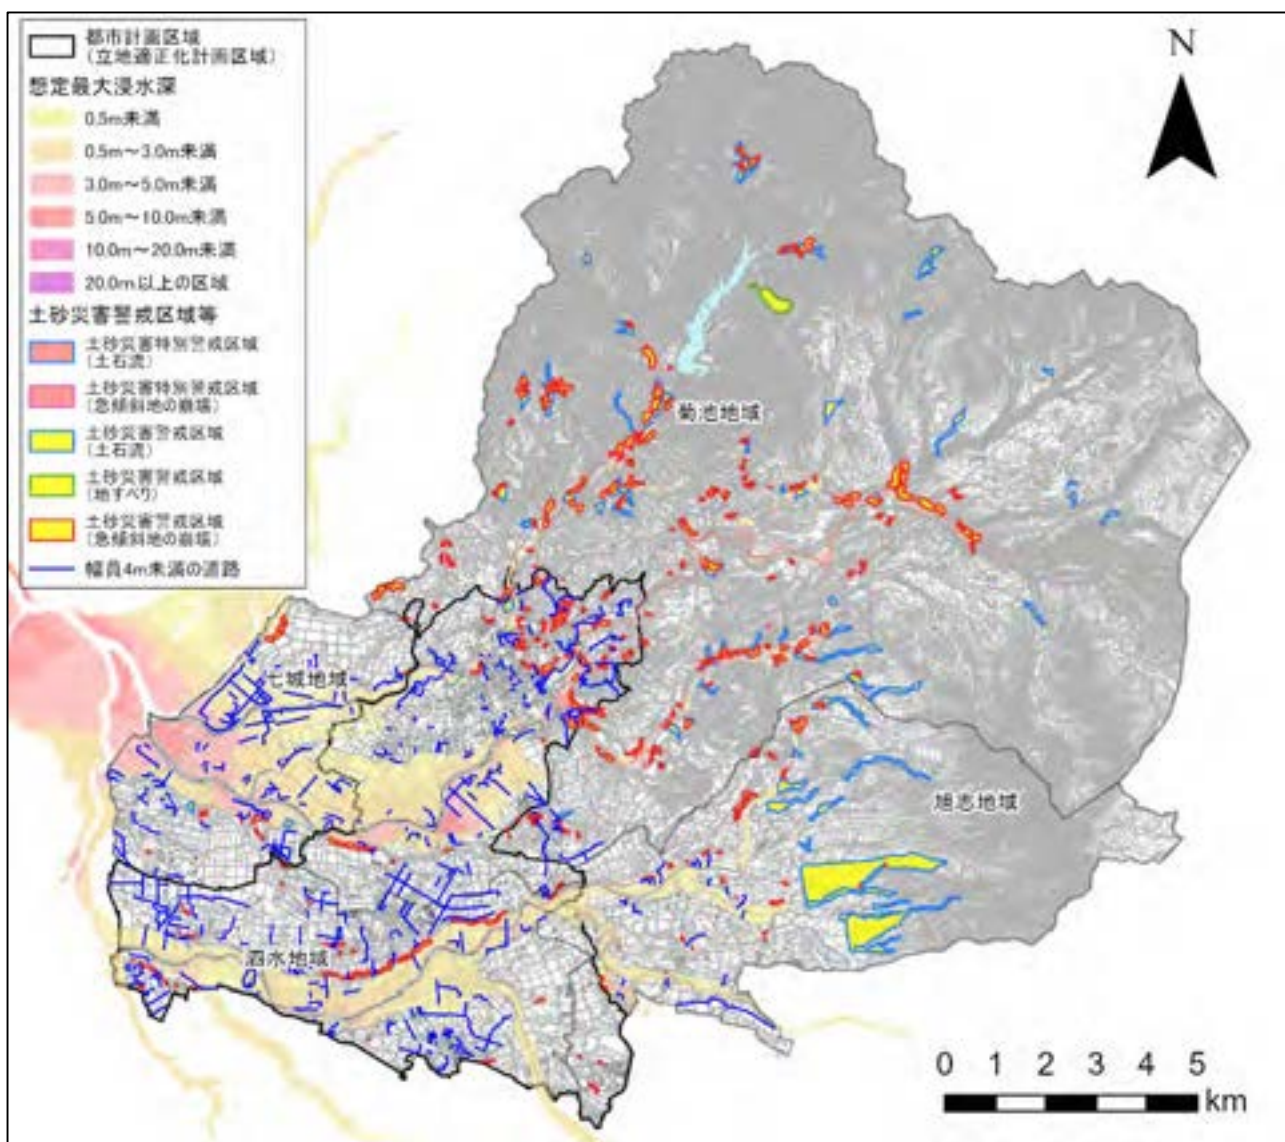 都市計画区域
(立地適正化計画区域)
想定最大浸水深
0.5m未満
0.5m～3.0m未満
3.0m～5.0m未満
5.0m～10.0m未満
10.0m～20.0m未満
20.0m以上の区域
土砂災害警戒区域等
土砂災害特別警戒区域
(土石流)
土砂災害特別警戒区域
(急傾斜地の崩壊)
土砂災害警戒区域
(土石流)
土砂災害警戒区域
(地すべり)
土砂災害警戒区域
(急傾斜地の崩壊)
幅員4m未満の道路
N
菊池地域
七城地域
旭志地域
泗水地域
0 1 2 3 4 5
km